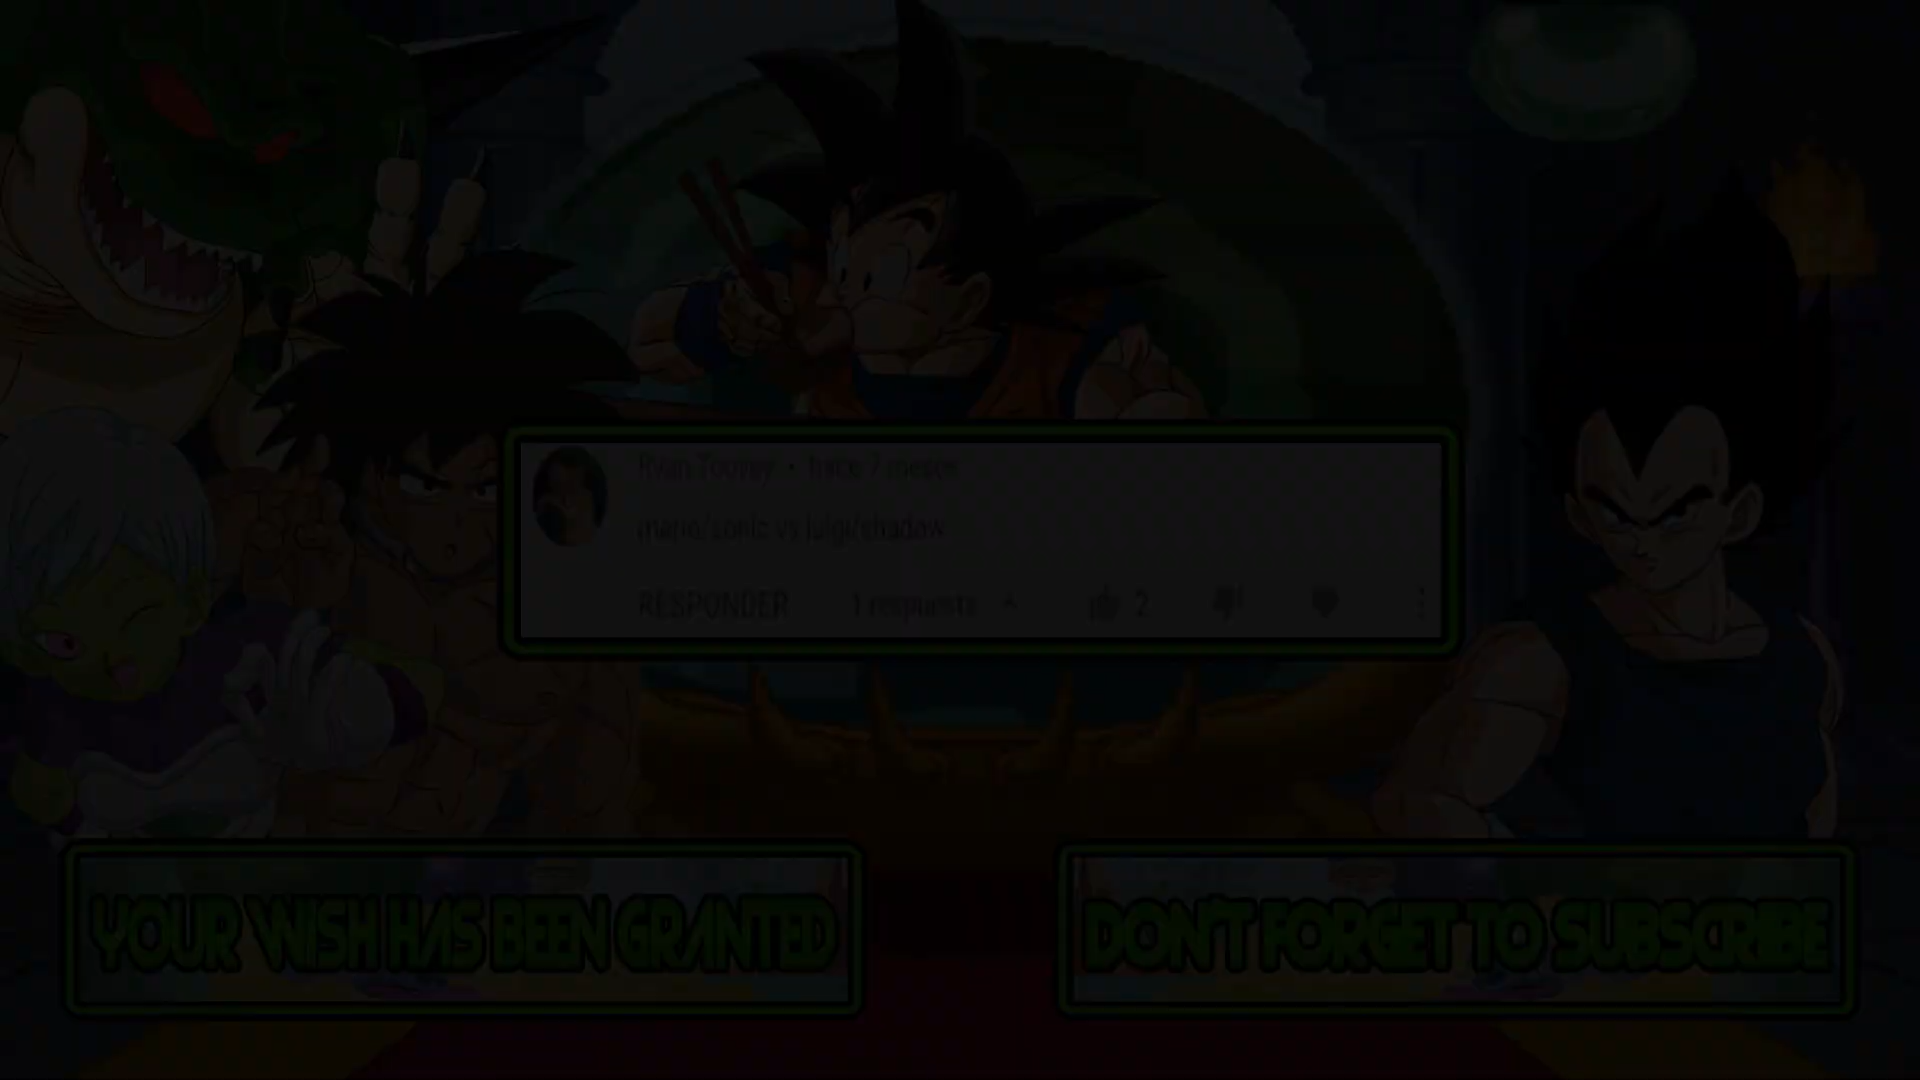 Ryan Toovey • hace 7 meses
mario/sonic vs luigi/shadow
RESPONDER 1 respuesta 2
YOUR WISH HAS BEEN GRANTED
DON'T FORGET TO SUBSCRIBE